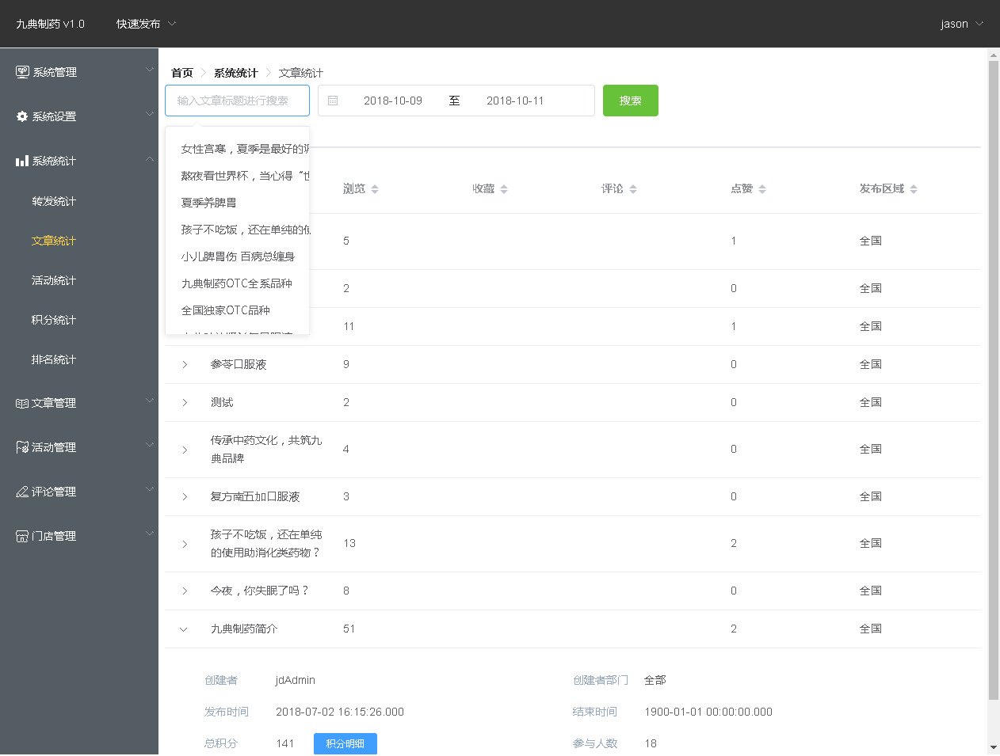 九典制药 v1.0
快速发布
jason
系统管理
系统设置
系统统计
转发统计
文章统计
活动统计
积分统计
排名统计
文章管理
活动管理
评论管理
门店管理
首页 系统统计 文章统计
输入文章标题进行搜索
2018-10-09 至 2018-10-11
搜索
女性宫寒，夏季是最好的
熬夜看世界杯，当心得“
夏季养脾胃
孩子不吃饭，还在单纯的使
小儿脾胃伤 百病总缠身
九典制药OTC全系品种
全国独家OTC品种
浏览 收藏 评论 点赞 发布区域
5 1 全国
2 0 全国
11 1 全国
参苓口服液 9 0 全国
测试 2 0 全国
传承中药文化，共筑九
典品牌
4 0 全国
复方南五加口服液 3 0 全国
孩子不吃饭，还在单纯
的使用助消化类药物？
13 2 全国
今夜，你失眠了吗？ 8 0 全国
九典制药简介 51 2 全国
创建者 jdAdmin 创建者部门 全部
发布时间 2018-07-02 16:15:26.000 结束时间 1900-01-01 00:00:00.000
总积分 141 积分明细 参与人数 18